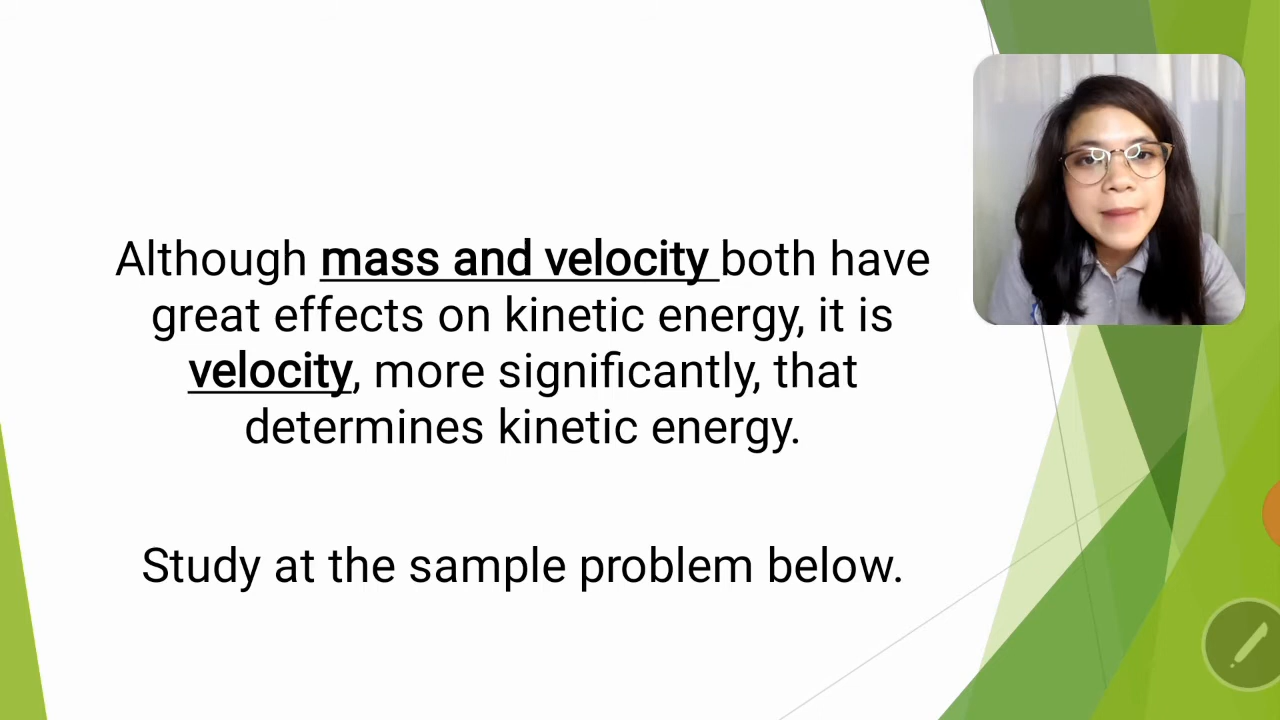 Although mass and velocity both have
great effects on kinetic energy, it is
velocity, more significantly, that
determines kinetic energy.
Study at the sample problem below.